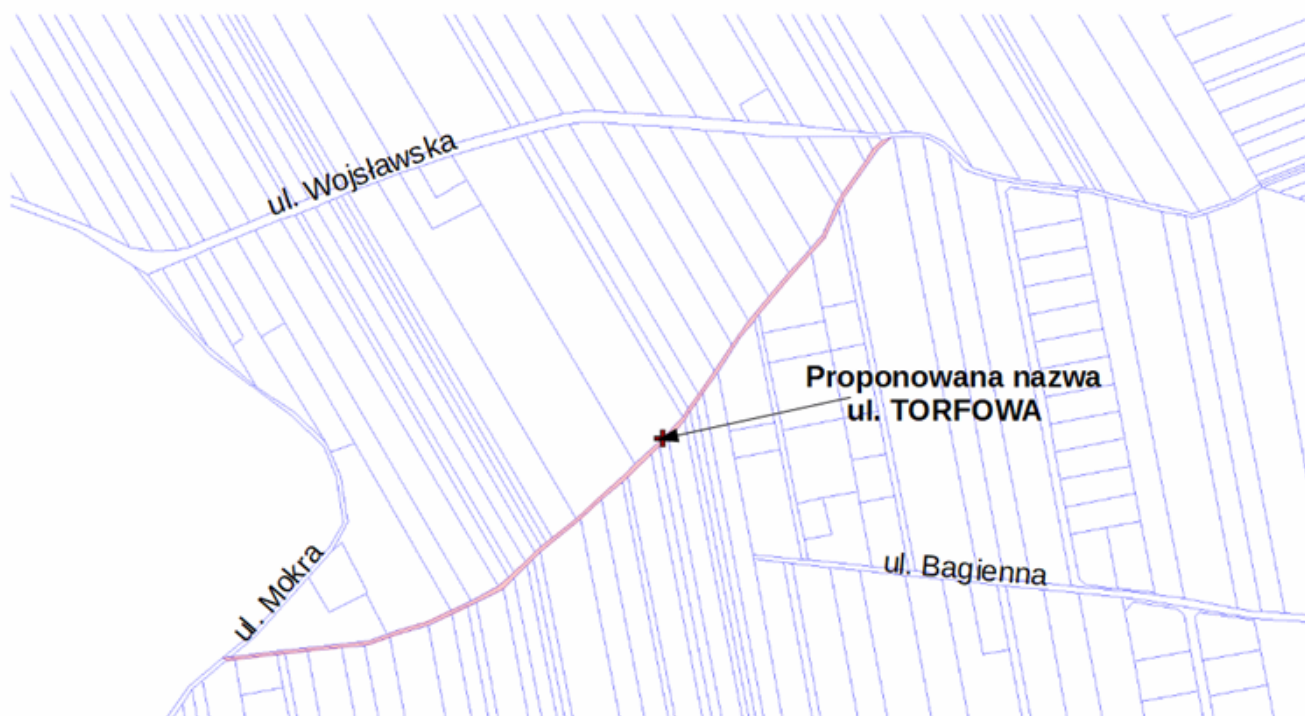 ul. Wojsławska
Proponowana nazwa
ul. TORFOWA
ul. Mokra
ul. Bagienna